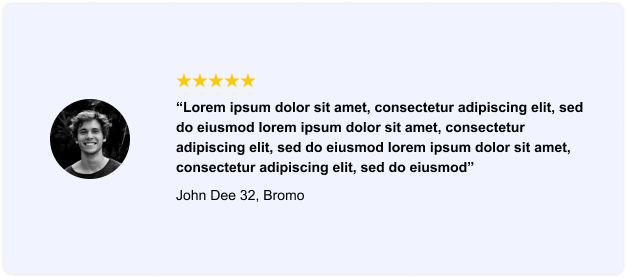 “Lorem ipsum dolor sit amet, consectetur adipiscing elit, sed
do eiusmod lorem ipsum dolor sit amet, consectetur
adipiscing elit, sed do eiusmod lorem ipsum dolor sit amet,
consectetur adipiscing elit, sed do eiusmod”
John Dee 32, Bromo